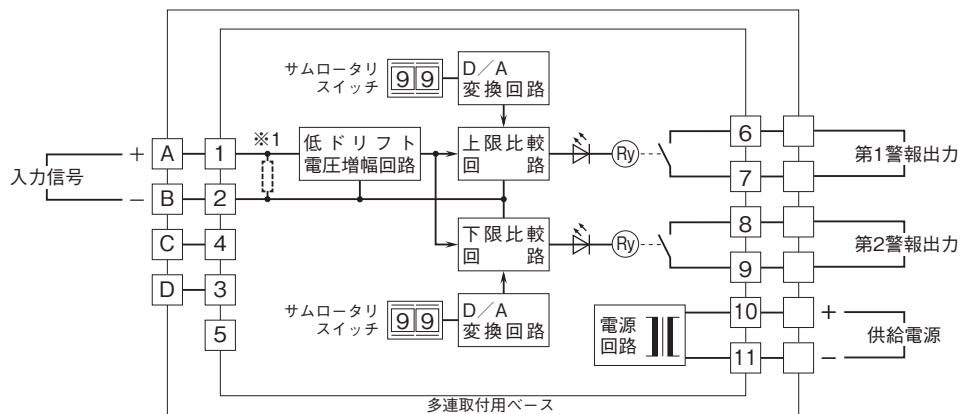 サムロータリ
スイッチ
9 9
D/A
変換回路
※1
低ドリフト
電圧増幅回路
上限比較
回路
Ry
6
7
第1警報出力
入力信号
+
−
A
B
C
D
1
2
4
3
5
下限比較
回路
Ry
8
9
第2警報出力
サムロータリ
スイッチ
9 9
D/A
変換回路
電源
回路
10
11
+
−
供給電源
多連取付用ベース